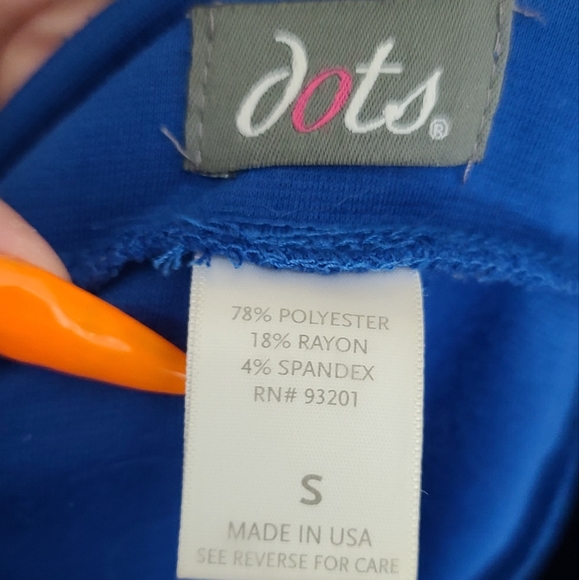 dots®
78% POLYESTER
18% RAYON
4% SPANDEX
RN# 93201
S
MADE IN USA
SEE REVERSE FOR CARE